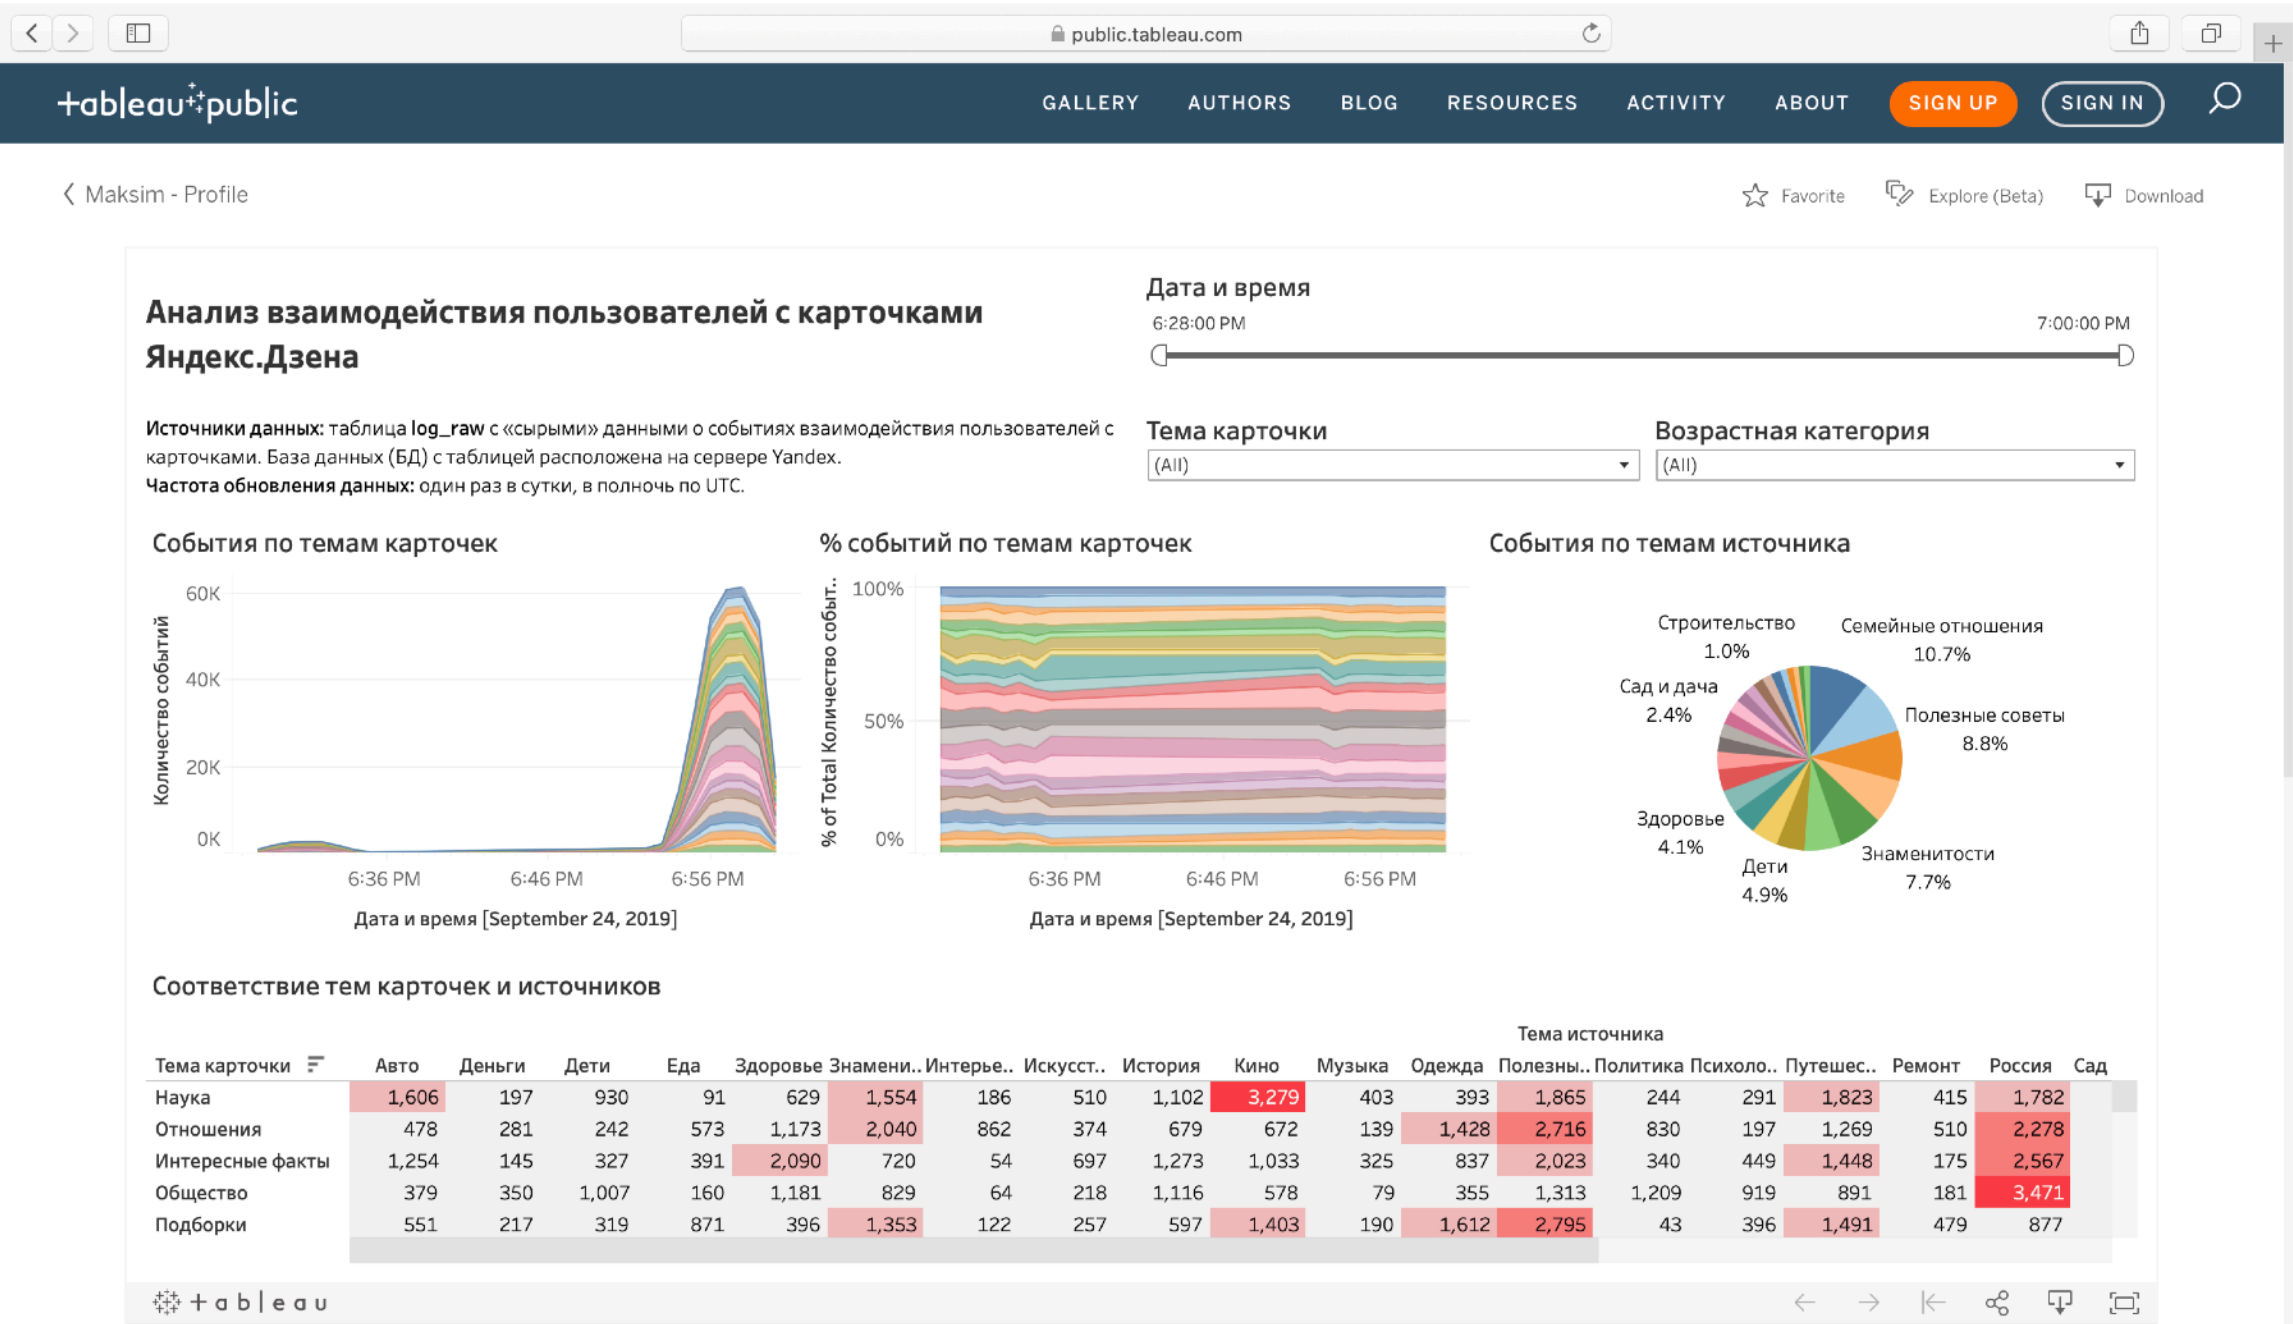 public.tableau.com
+ableau public
GALLERY AUTHORS BLOG RESOURCES ACTIVITY ABOUT SIGN UP SIGN IN
Maksim - Profile
Favorite Explore (Beta) Download
Анализ взаимодействия пользователей с карточками
Яндекс.Дзена
Дата и время
6:28:00 PM 7:00:00 PM
Источники данных: таблица log_raw с «сырыми» данными о событиях взаимодействия пользователей с
карточками. База данных (БД) с таблицей расположена на сервере Yandex.
Частота обновления данных: один раз в сутки, в полночь по UTC.
Тема карточки
(All)
Возрастная категория
(All)
События по темам карточек
Количество событий
60K
40K
20K
0K
6:36 PM 6:46 PM 6:56 PM
Дата и время [September 24, 2019]
% событий по темам карточек
% of Total Количество событ..
100%
50%
0%
6:36 PM 6:46 PM 6:56 PM
Дата и время [September 24, 2019]
События по темам источника
Строительство
1.0%
Семейные отношения
10.7%
Сад и дача
2.4%
Полезные советы
8.8%
Здоровье
4.1%
Дети
4.9%
Знаменитости
7.7%
Соответствие тем карточек и источников
Тема источника
Тема карточки Авто Деньги Дети Еда Здоровье Знамени.. Интерье.. Искусст.. История Кино Музыка Одежда Полезны.. Политика Психоло.. Путешес.. Ремонт Россия Сад
Наука 1,606 197 930 91 629 1,554 186 510 1,102 3,279 403 393 1,865 244 291 1,823 415 1,782
Отношения 478 281 242 573 1,173 2,040 862 374 679 672 139 1,428 2,716 830 197 1,269 510 2,278
Интересные факты 1,254 145 327 391 2,090 720 54 697 1,273 1,033 325 837 2,023 340 449 1,448 175 2,567
Общество 379 350 1,007 160 1,181 829 64 218 1,116 578 79 355 1,313 1,209 919 891 181 3,471
Подборки 551 217 319 871 396 1,353 122 257 597 1,403 190 1,612 2,795 43 396 1,491 479 877
+ableau